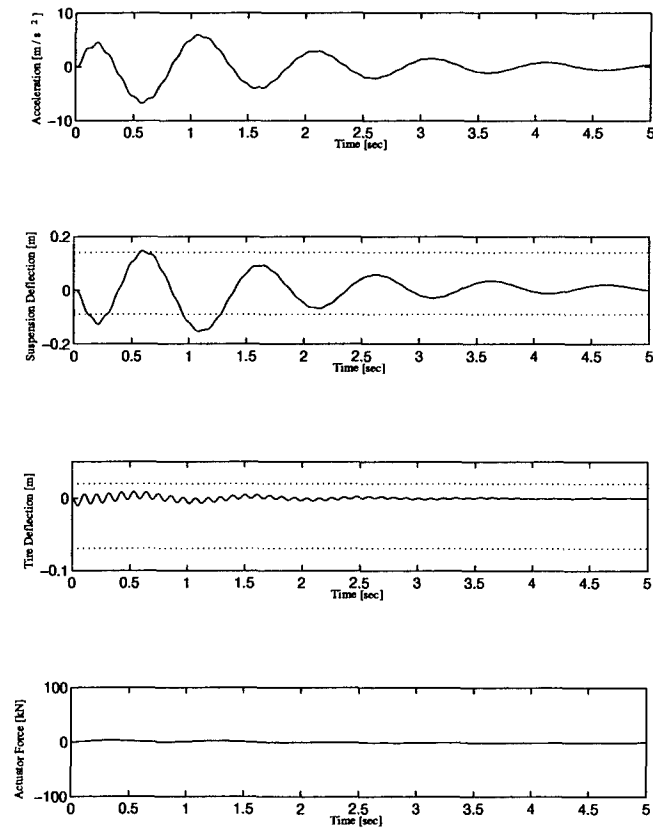 Acceleration [m / s 2 ]
10
0
−10
0 0.5 1 1.5 2 2.5 3 3.5 4 4.5 5
Time [sec]
Suspension Deflection [m]
0.2
0
−0.2
0 0.5 1 1.5 2 2.5 3 3.5 4 4.5 5
Time [sec]
Tire Deflection [m]
0
−0.1
0 0.5 1 1.5 2 2.5 3 3.5 4 4.5 5
Time [sec]
Actuator Force [kN]
100
0
−100
0 0.5 1 1.5 2 2.5 3 3.5 4 4.5 5
Time [sec]